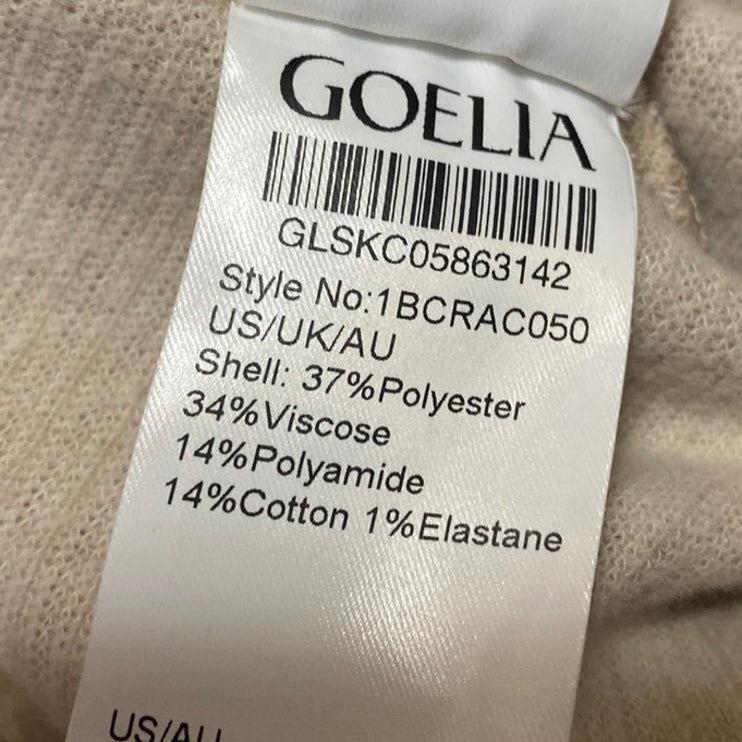 GOELIA
GLSKC05863142
Style No:1BCRAC050
US/UK/AU
Shell: 37%Polyester
34%Viscose
14%Polyamide
14%Cotton 1%Elastane
US/AU